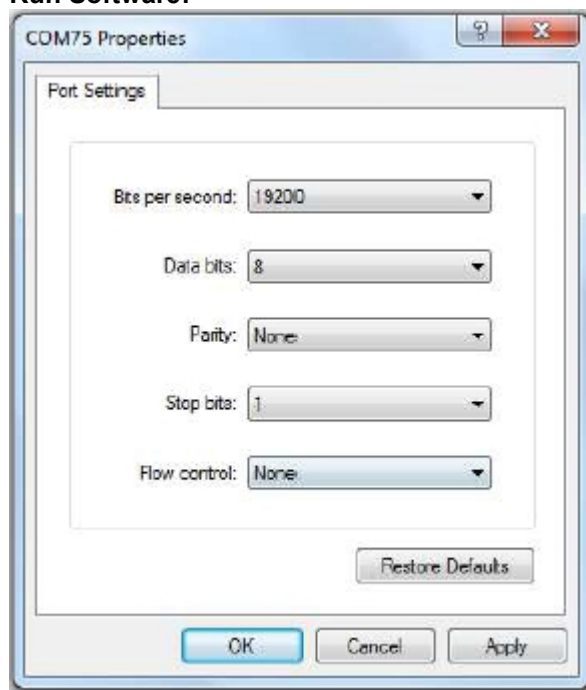 Run Software:
COM75 Properties
Port Settings
Bits per second: 19200
Data bits: 8
Parity: None
Stop bits: 1
Flow control: None
Restore Defaults
OK Cancel Apply